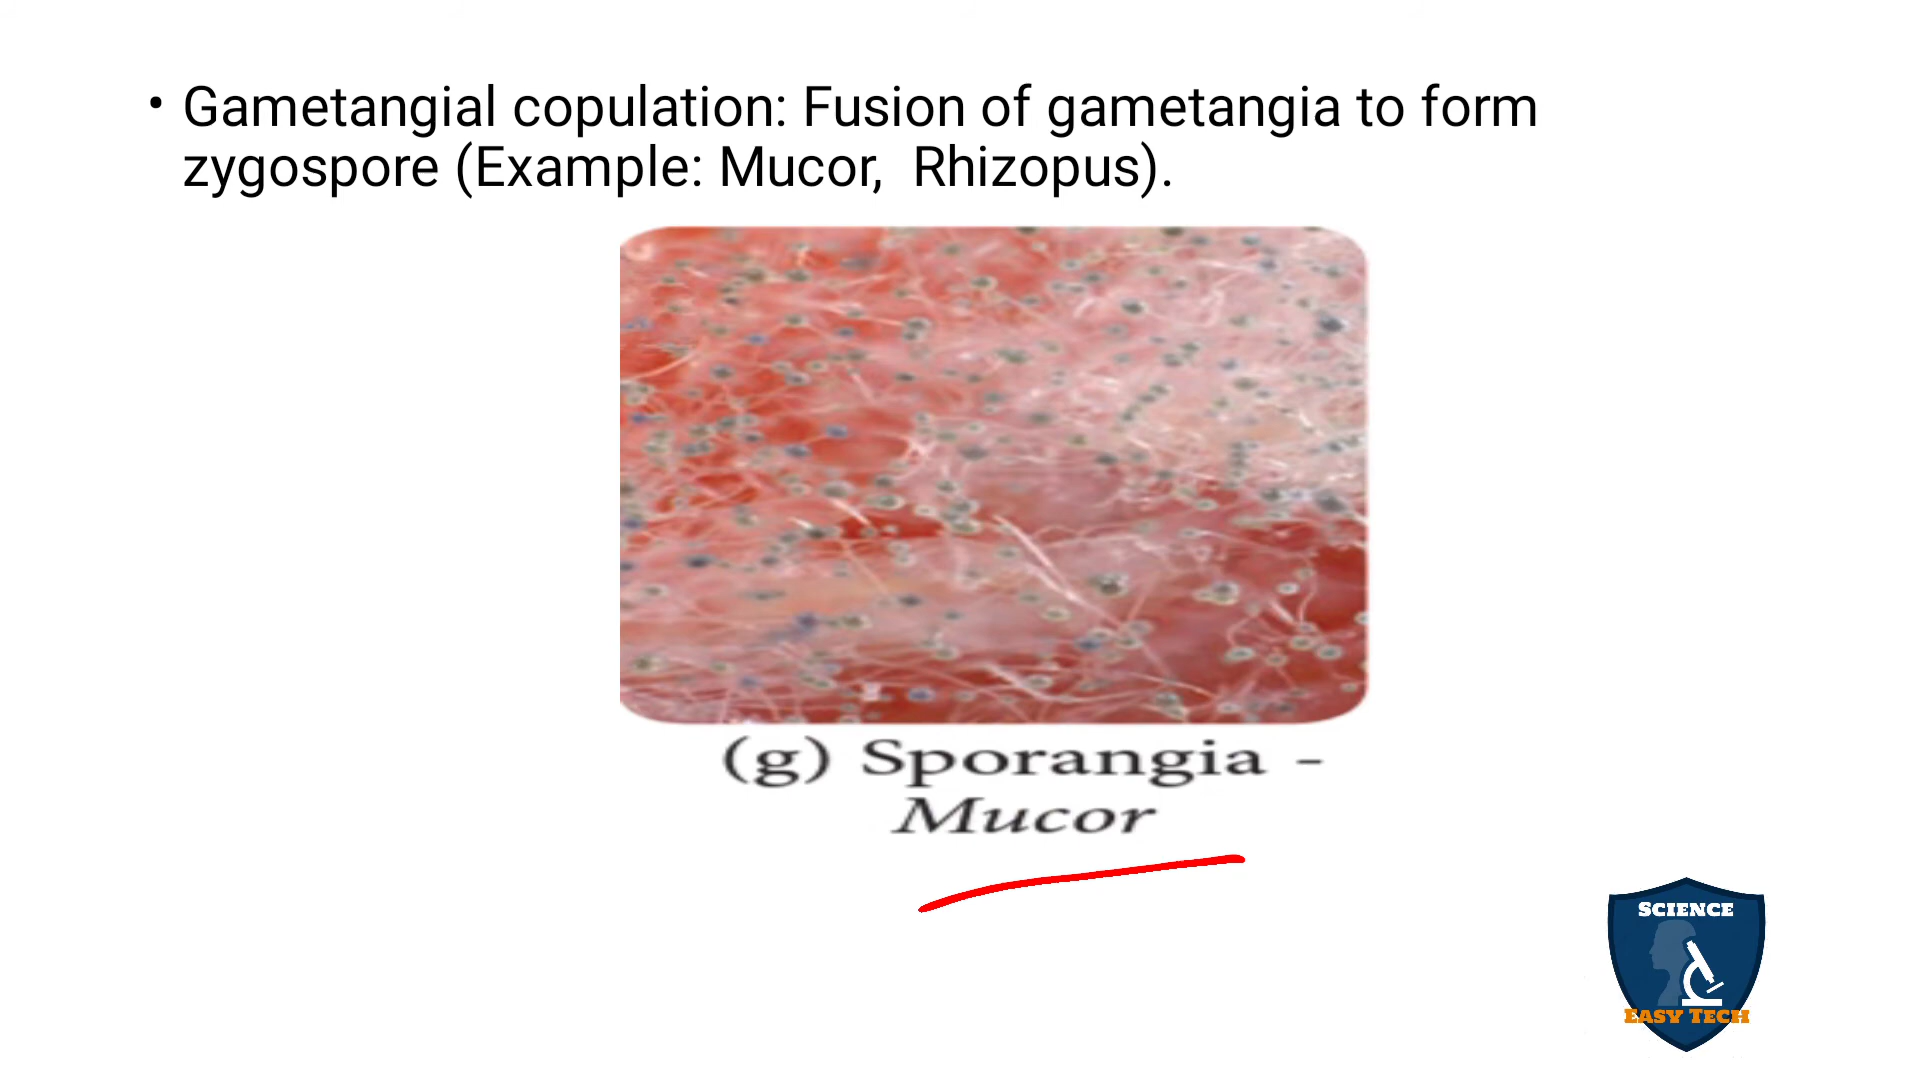 • Gametangial copulation: Fusion of gametangia to form
zygospore (Example: Mucor,  Rhizopus).
(g) Sporangia -
Mucor
SCIENCE
EASY TECH